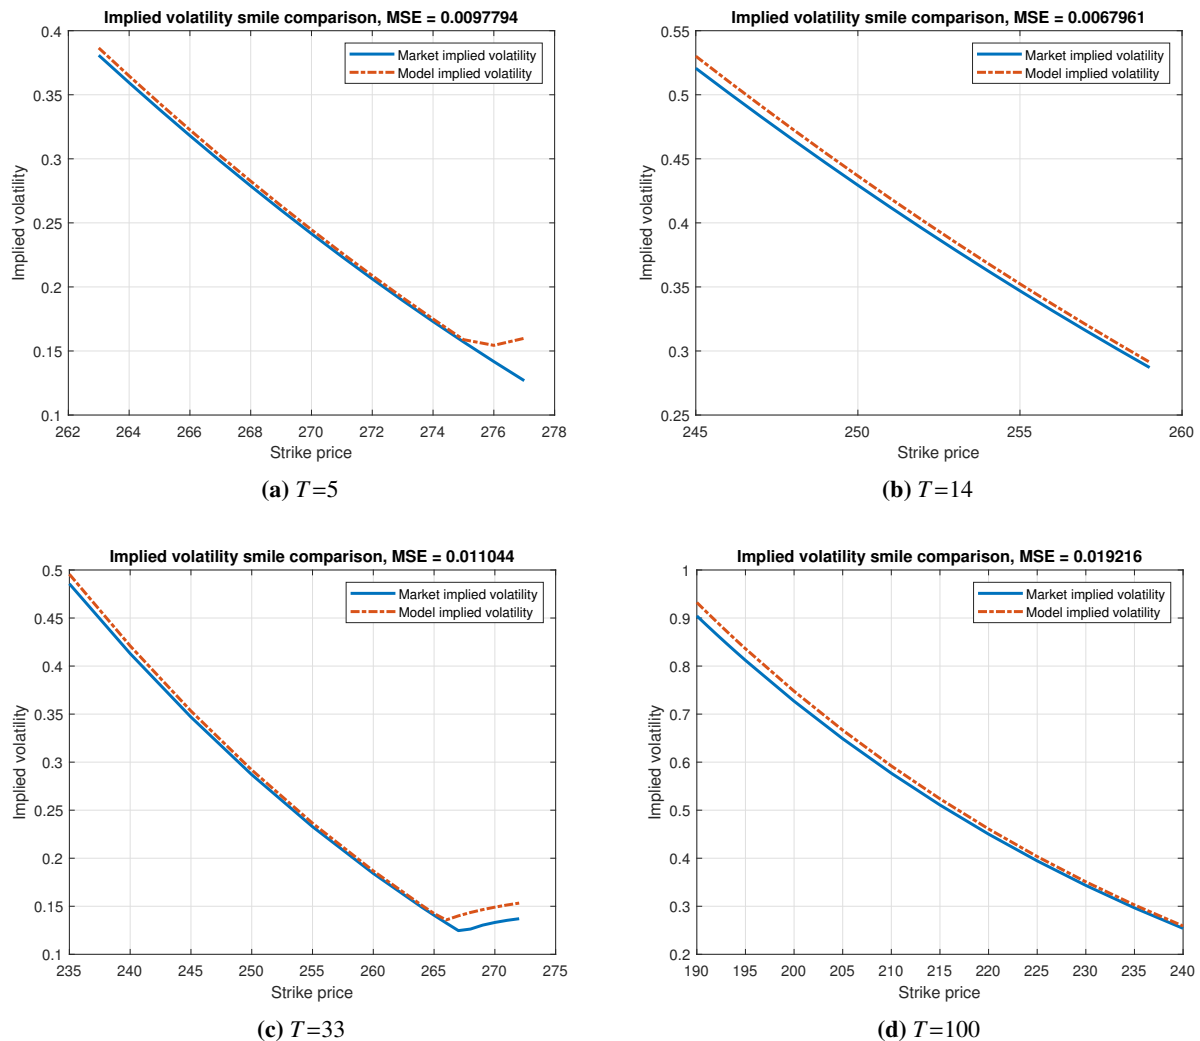 Implied volatility smile comparison, MSE = 0.0097794
0.4
0.35
0.3
0.25
0.2
0.15
0.1
Implied volatility
Market implied volatility
Model implied volatility
262 264 266 268 270 272 274 276 278
Strike price
(a) T=5
Implied volatility smile comparison, MSE = 0.0067961
0.55
0.5
0.45
0.4
0.35
0.3
0.25
Implied volatility
Market implied volatility
Model implied volatility
245 250 255 260
Strike price
(b) T=14
Implied volatility smile comparison, MSE = 0.011044
0.5
0.45
0.4
0.35
0.3
0.25
0.2
0.15
0.1
Implied volatility
Market implied volatility
Model implied volatility
235 240 245 250 255 260 265 270 275
Strike price
(c) T=33
Implied volatility smile comparison, MSE = 0.019216
1
0.9
0.8
0.7
0.6
0.5
0.4
0.3
0.2
Implied volatility
Market implied volatility
Model implied volatility
190 195 200 205 210 215 220 225 230 235 240
Strike price
(d) T=100